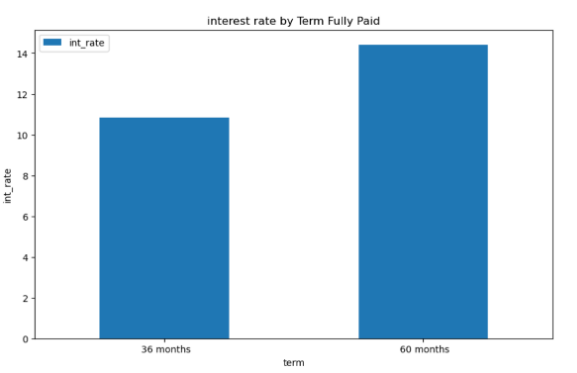 interest rate by Term Fully Paid
int_rate
14
12
10
8
6
4
2
0
int_rate
36 months
60 months
term